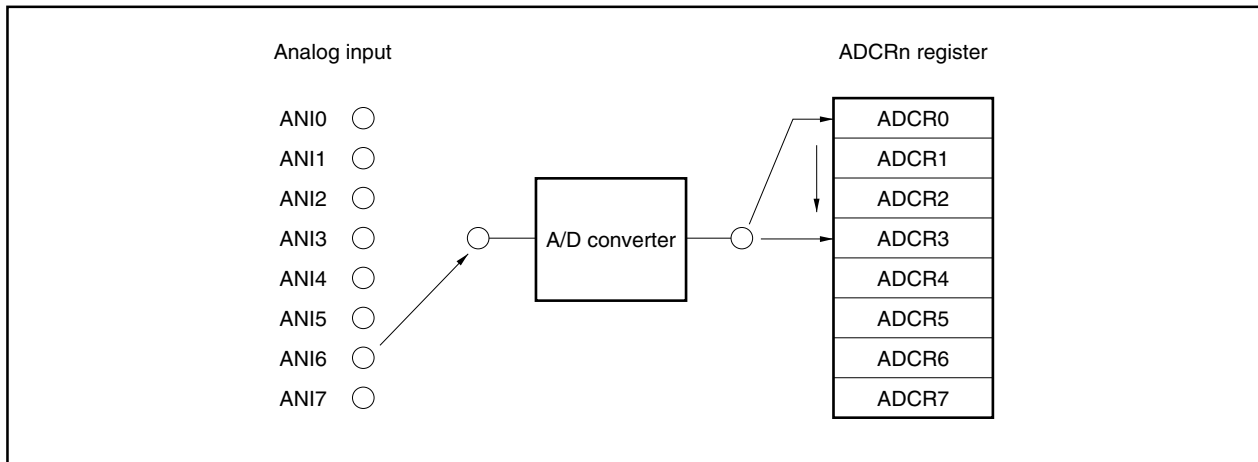 Analog input
ADCRn register
ANI0
ANI1
ANI2
ANI3
ANI4
ANI5
ANI6
ANI7
A/D converter
ADCR0
ADCR1
ADCR2
ADCR3
ADCR4
ADCR5
ADCR6
ADCR7